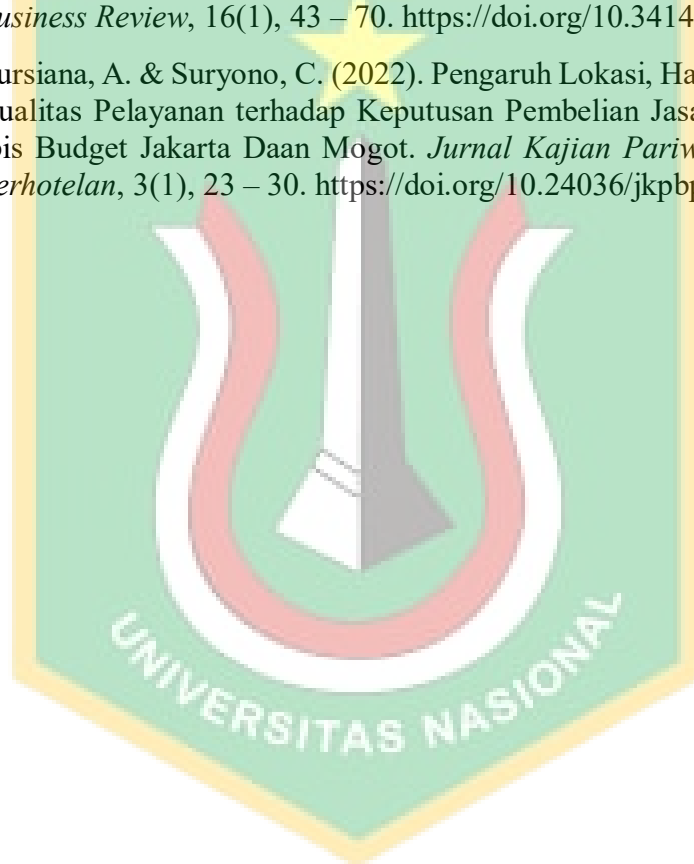 usiness Review, 16(1), 43 – 70. https://doi.org/10.3414
ursiana, A. & Suryono, C. (2022). Pengaruh Lokasi, Ha
ualitas Pelayanan terhadap Keputusan Pembelian Jasa
is Budget Jakarta Daan Mogot. Jurnal Kajian Pariw
erhotelan, 3(1), 23 – 30. https://doi.org/10.24036/jkpbp
UNIVERSITAS NASIONAL